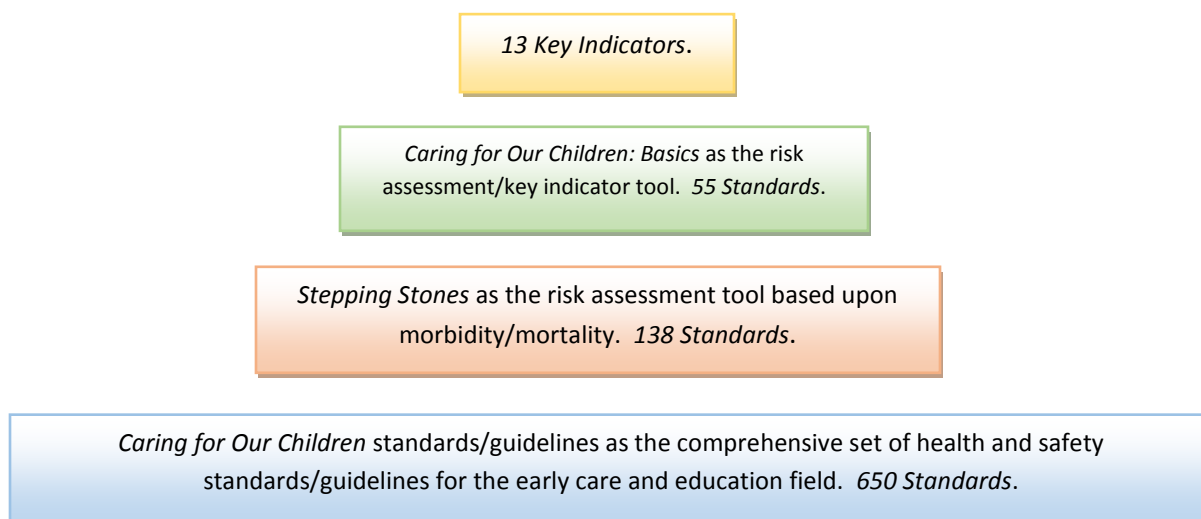 13 Key Indicators.
Caring for Our Children: Basics as the risk
assessment/key indicator tool.  55 Standards.
Stepping Stones as the risk assessment tool based upon
morbidity/mortality.  138 Standards.
Caring for Our Children standards/guidelines as the comprehensive set of health and safety
standards/guidelines for the early care and education field.  650 Standards.